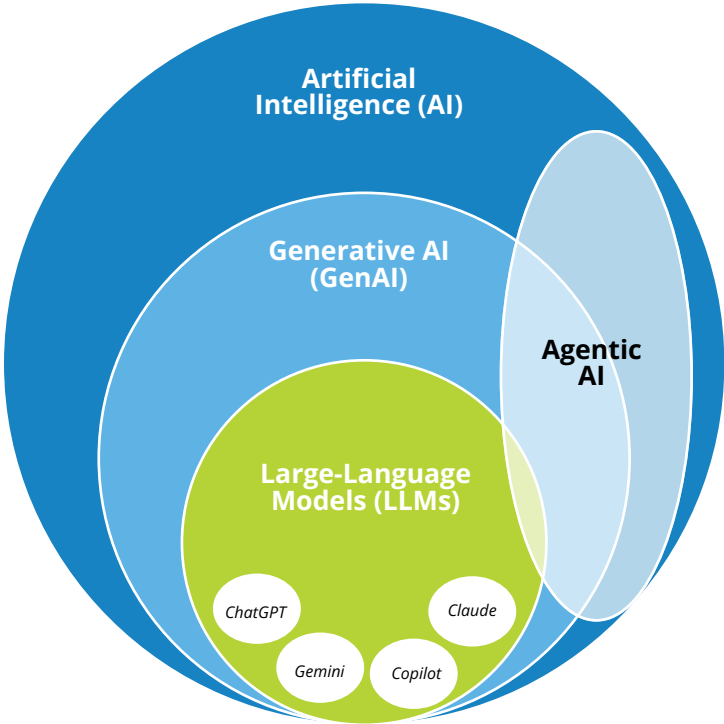 Artificial
Intelligence (AI)
Generative AI
(GenAI)
Agentic
AI
Large-Language
Models (LLMs)
ChatGPT
Claude
Gemini
Copilot